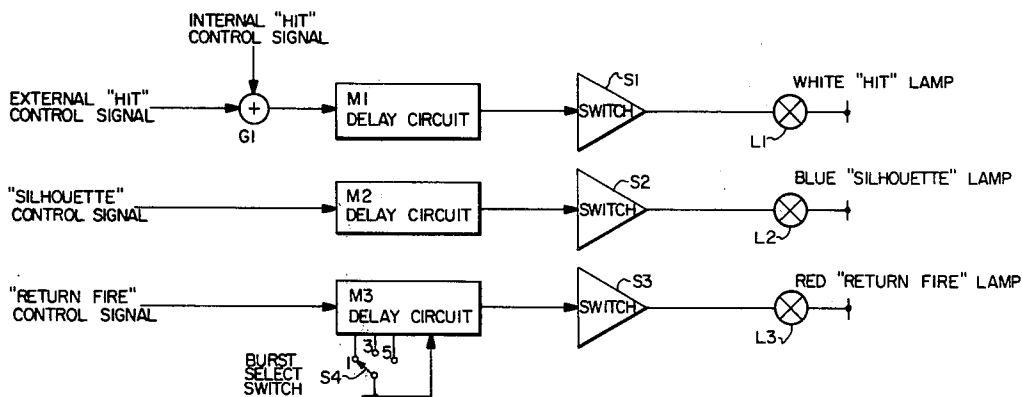 INTERNAL "HIT"
CONTROL SIGNAL
EXTERNAL "HIT"
CONTROL SIGNAL
+
G1
M1
DELAY CIRCUIT
S1
SWITCH
WHITE "HIT" LAMP
L1
"SILHOUETTE"
CONTROL SIGNAL
M2
DELAY CIRCUIT
S2
SWITCH
BLUE "SILHOUETTE" LAMP
L2
"RETURN FIRE"
CONTROL SIGNAL
M3
DELAY CIRCUIT
S3
SWITCH
RED "RETURN FIRE" LAMP
L3
1 3 5
BURST
SELECT
SWITCH
S4